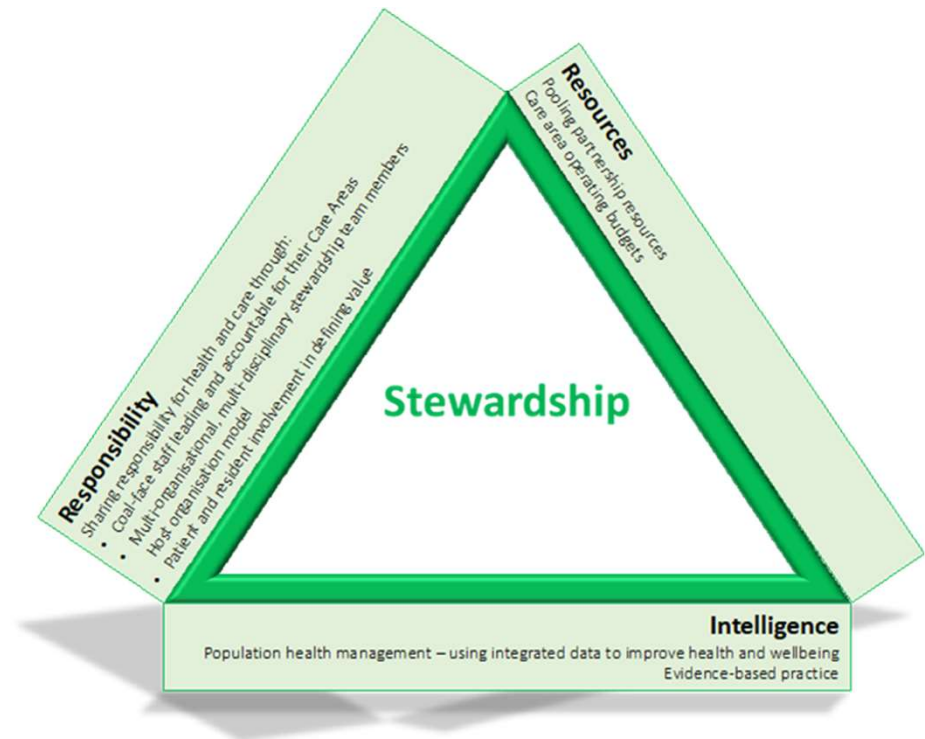 Responsibility
Sharing responsibility for health and care through:
• Coal-face staff leading and accountable for their Care Areas
• Multi-organisational, multi-disciplinary stewardship team members
Host organisation model
• Patient and resident involvement in defining value
Resources
Pooling partnership resources
Care area operating budgets
Stewardship
Intelligence
Population health management – using integrated data to improve health and wellbeing
Evidence-based practice